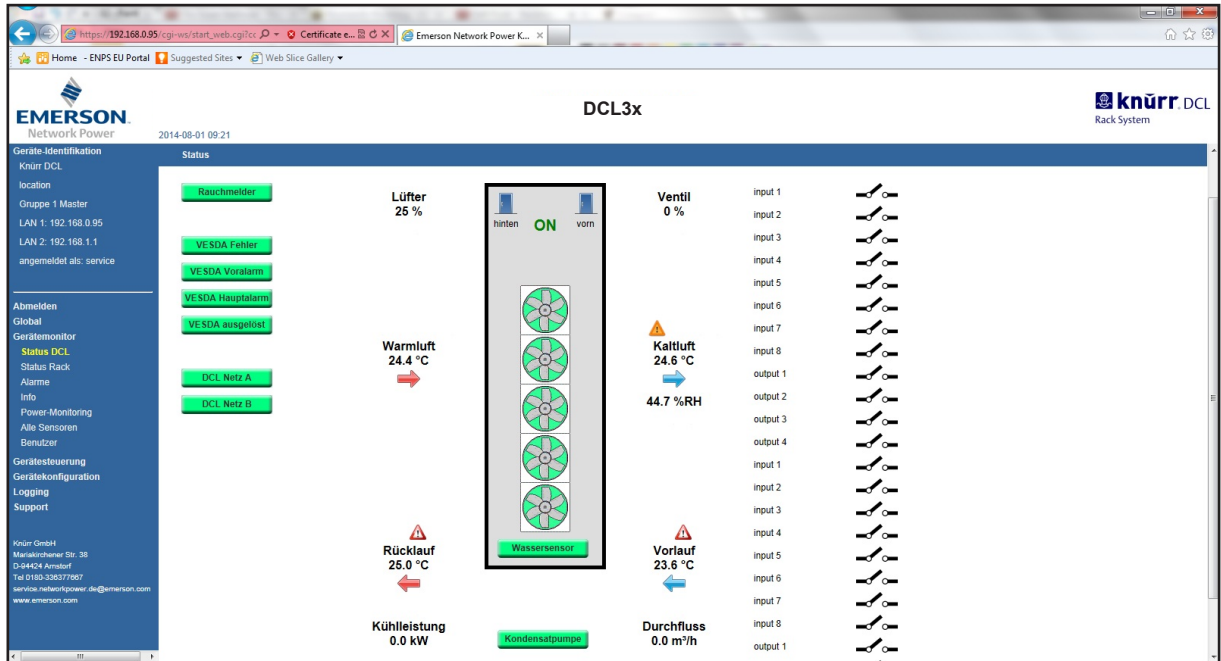 https://192.168.0.95/cgi-ws/start_web.cgi?cc
Certificate e...
Emerson Network Power K...
Home - ENPS EU Portal
Suggested Sites
Web Slice Gallery
EMERSON.
Network Power
2014-08-01 09:21
DCL3x
knürr DCL
Rack System
Geräte-Identifikation
Knürr DCL
location
Gruppe 1 Master
LAN 1: 192.168.0.95
LAN 2: 192.168.1.1
angemeldet als: service
Abmelden
Global
Gerätemonitor
Status DCL
Status Rack
Alarme
Info
Power-Monitoring
Alle Sensoren
Benutzer
Gerätesteuerung
Gerätekonfiguration
Logging
Support
Knürr GmbH
Mariakirchener Str. 38
D-94424 Arnstorf
Tel 0180-336377667
service.networkpower.de@emerson.com
www.emerson.com
Status
Rauchmelder
VESDA Fehler
VESDA Voralarm
VESDA Hauptalarm
VESDA ausgelöst
DCL Netz A
DCL Netz B
Lüfter
25 %
Warmluft
24.4 °C
Rücklauf
25.0 °C
Kühlleistung
0.0 kW
hinten
ON
vorn
Wassersensor
Kondensatpumpe
Ventil
0 %
Kaltluft
24.6 °C
44.7 %RH
Vorlauf
23.6 °C
Durchfluss
0.0 m³/h
input 1
input 2
input 3
input 4
input 5
input 6
input 7
input 8
output 1
output 2
output 3
output 4
input 1
input 2
input 3
input 4
input 5
input 6
input 7
input 8
output 1